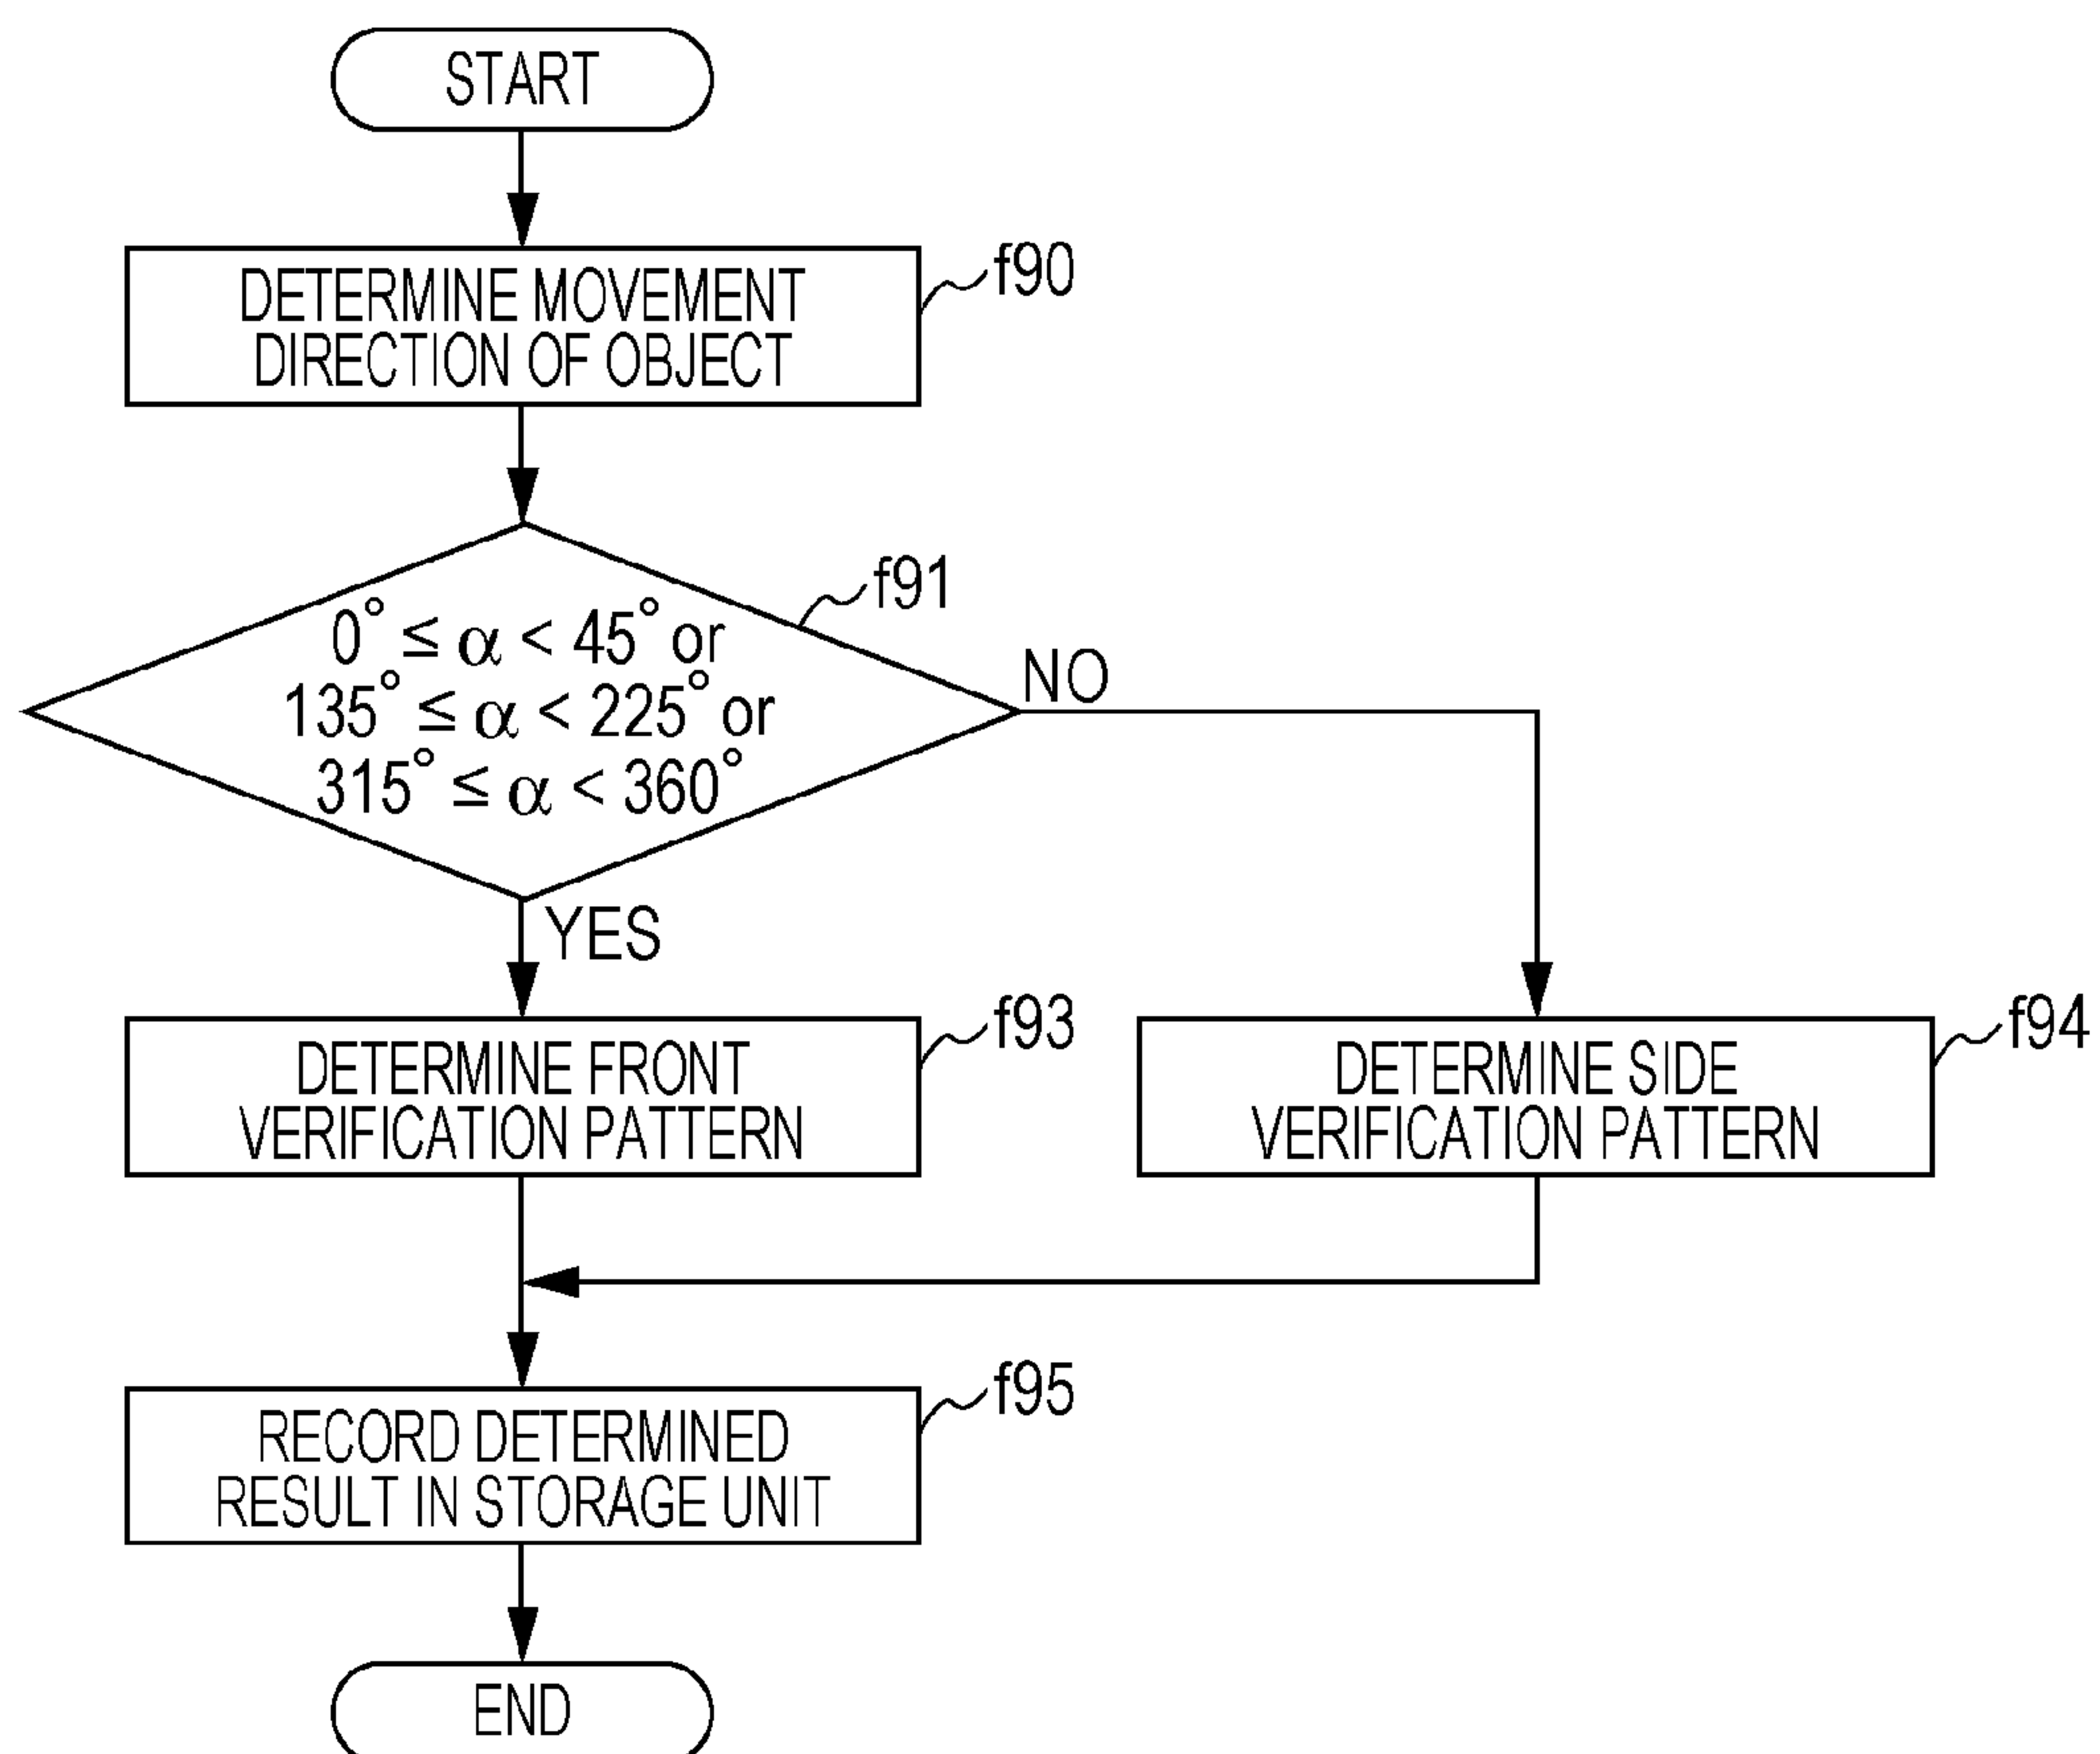 START
DETERMINE MOVEMENT
DIRECTION OF OBJECT
f90
0° ≤ α < 45° or
135° ≤ α < 225° or
315° ≤ α < 360°
f91
NO
YES
DETERMINE FRONT
VERIFICATION PATTERN
f93
DETERMINE SIDE
VERIFICATION PATTERN
f94
RECORD DETERMINED
RESULT IN STORAGE UNIT
f95
END